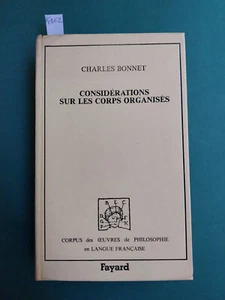 CHARLES BONNET
CONSIDÉRATIONS
SUR LES CORPS ORGANISÉS
CORPUS des ŒUVRES de PHILOSOPHIE
en LANGUE FRANÇAISE
Fayard